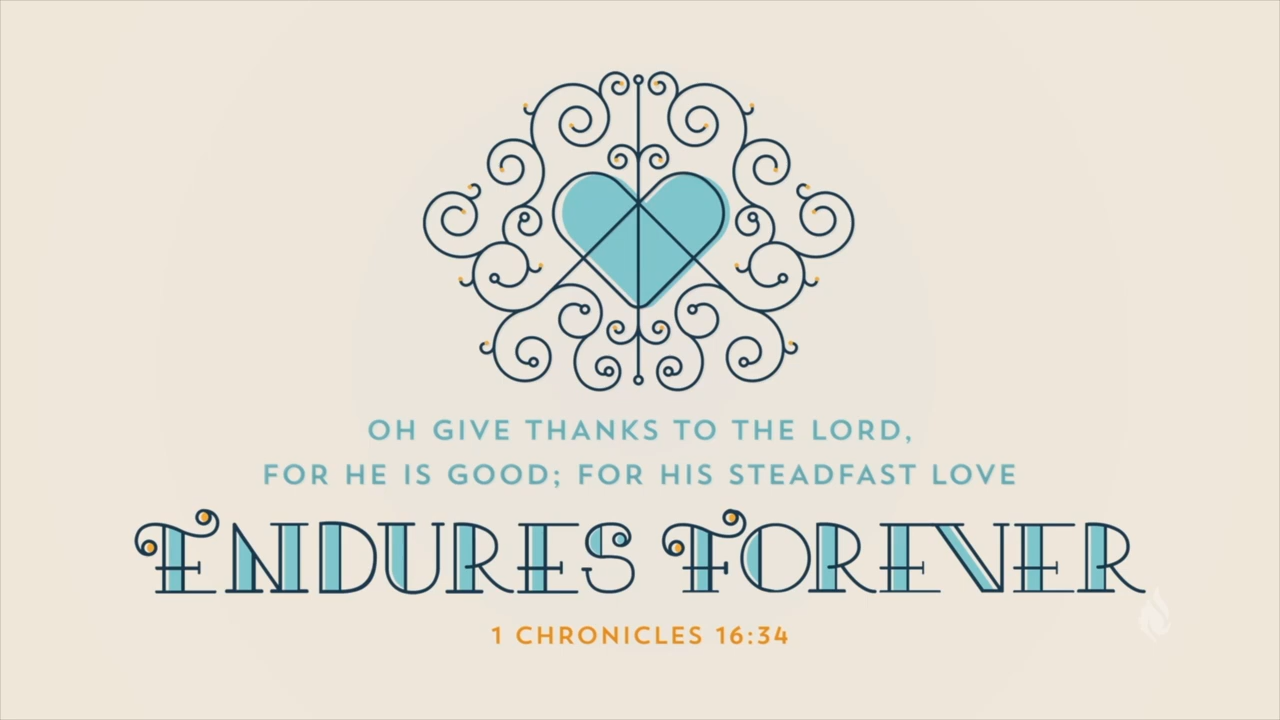 OH GIVE THANKS TO THE LORD,
FOR HE IS GOOD; FOR HIS STEADFAST LOVE
ENDURES FOREVER
1 CHRONICLES 16:34